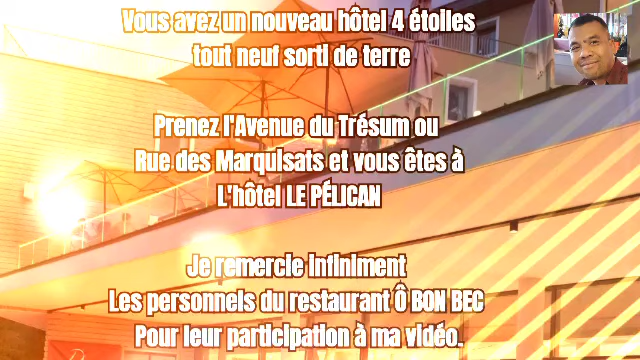 Vous avez un nouveau hôtel 4 étoiles
tout neuf sorti de terre
Prenez l'Avenue du Trésum ou
Rue des Marquisats et vous êtes à
L'hôtel LE PÉLICAN
Je remercie infiniment
Les personnels du restaurant Ô BON BEC
Pour leur participation à ma vidéo.